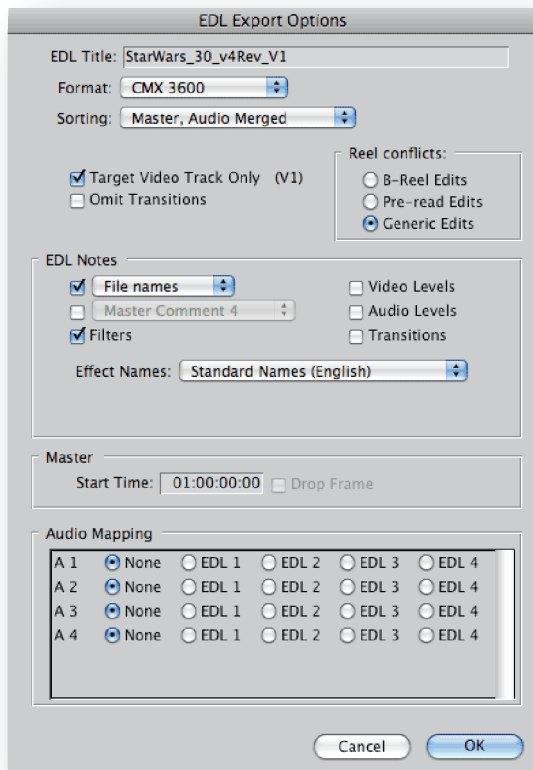 EDL Export Options
EDL Title: StarWars_30_v4Rev_V1
Format: CMX 3600
Sorting: Master, Audio Merged
Target Video Track Only (V1)
Omit Transitions
Reel conflicts:
B-Reel Edits
Pre-read Edits
Generic Edits
EDL Notes
File names
Master Comment 4
Filters
Video Levels
Audio Levels
Transitions
Effect Names: Standard Names (English)
Master
Start Time: 01:00:00:00 Drop Frame
Audio Mapping
A 1 None EDL 1 EDL 2 EDL 3 EDL 4
A 2 None EDL 1 EDL 2 EDL 3 EDL 4
A 3 None EDL 1 EDL 2 EDL 3 EDL 4
A 4 None EDL 1 EDL 2 EDL 3 EDL 4
Cancel OK